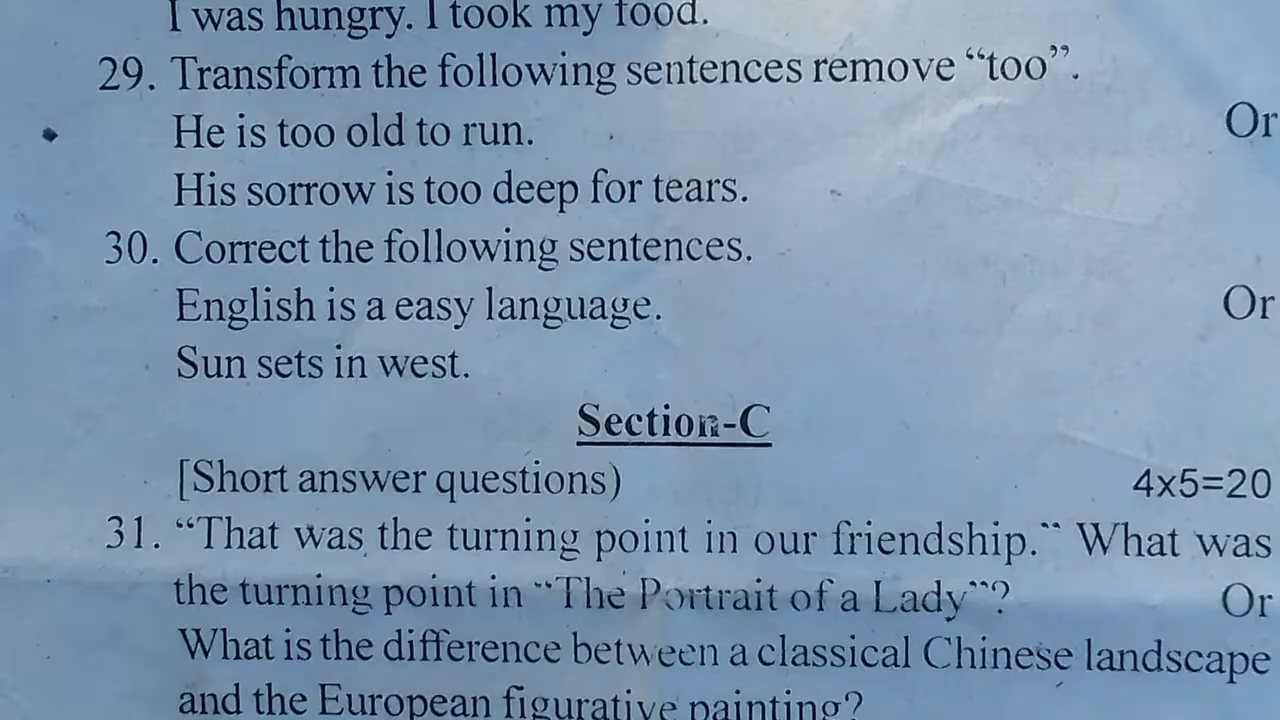 I was hungry. I took my food.
29. Transform the following sentences remove “too”.
He is too old to run. Or
His sorrow is too deep for tears.
30. Correct the following sentences.
English is a easy language. Or
Sun sets in west.
Section-C
[Short answer questions) 4x5=20
31. “That was the turning point in our friendship.” What was
the turning point in “The Portrait of a Lady”? Or
What is the difference between a classical Chinese landscape
and the European figurative painting?